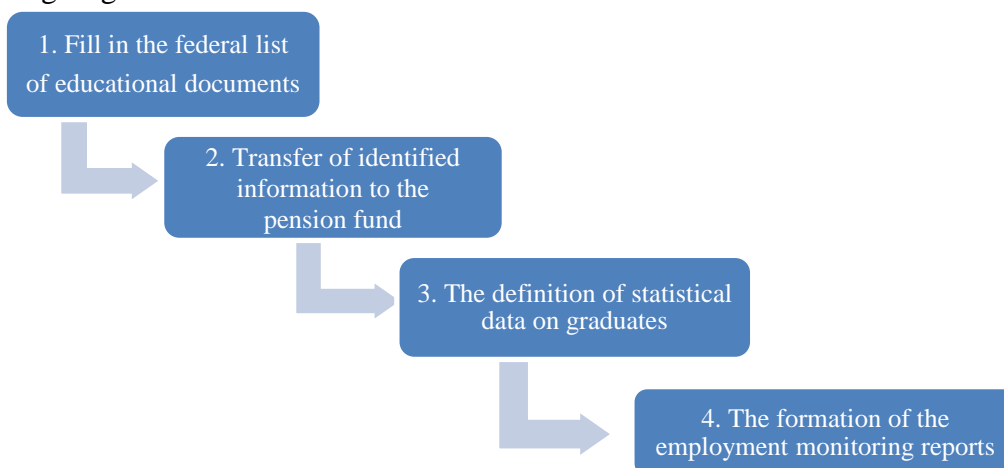 1. Fill in the federal list
of educational documents
2. Transfer of identified
information to the
pension fund
3. The definition of statistical
data on graduates
4. The formation of the
employment monitoring reports